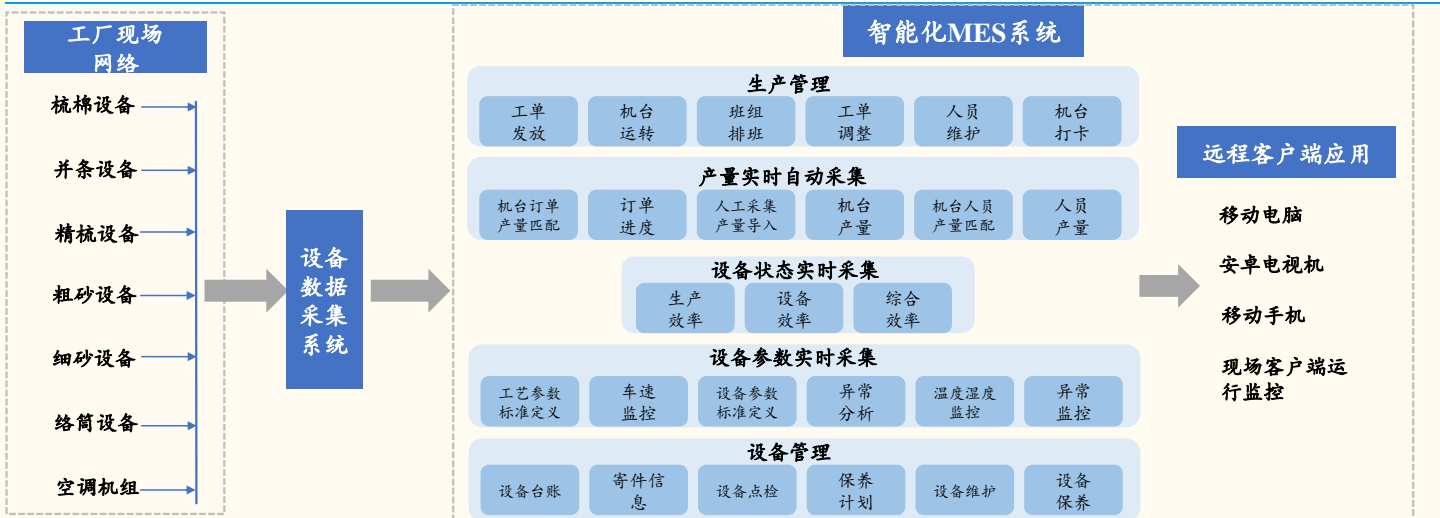 工厂现场
网络
梳棉设备
并条设备
精梳设备
粗砂设备
细砂设备
络筒设备
空调机组
设备
数据
采集
系统
智能化MES系统
生产管理
工单
发放
机台
运转
班组
排班
工单
调整
人员
维护
机台
打卡
产量实时自动采集
机台订单
产量匹配
订单
进度
人工采集
产量导入
机台
产量
机台人员
产量匹配
人员
产量
设备状态实时采集
生产
效率
设备
效率
综合
效率
设备参数实时采集
工艺参数
标准定义
车速
监控
设备参数
标准定义
异常
分析
温度湿度
监控
异常
监控
设备管理
设备台账
寄件信
息
设备点检
保养
计划
设备维护
设备
保养
远程客户端应用
移动电脑
安卓电视机
移动手机
现场客户端运
行监控